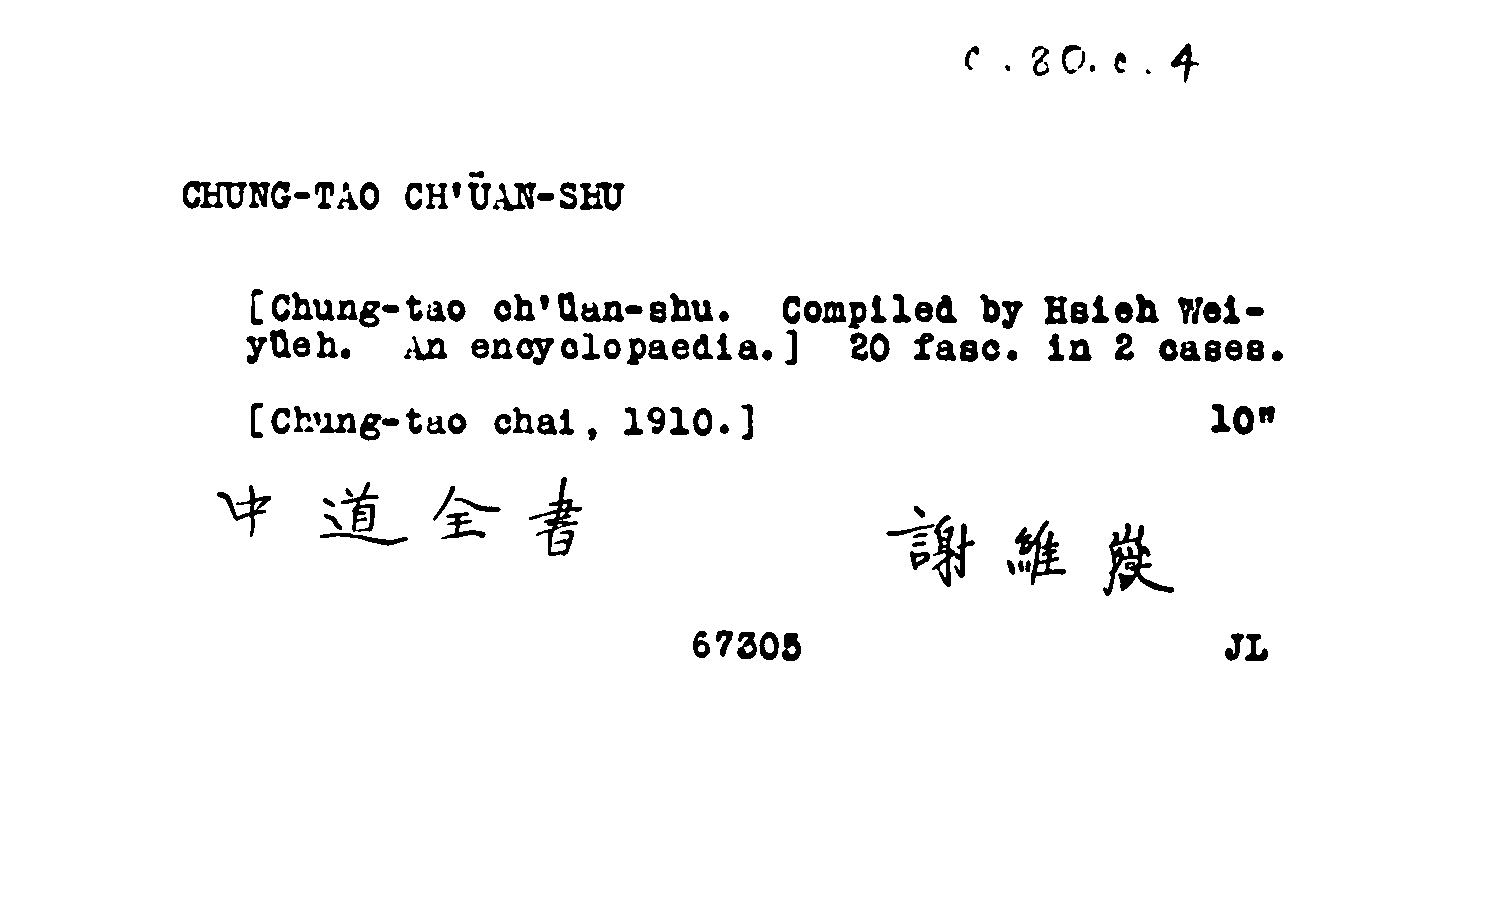 c.80.c.4
CHUNG-TAO CH'ÜAN-SHU
[Chung-tao ch'üan-shu. Compiled by Hsieh Wei-
yüeh. An encyclopaedia.] 20 fasc. in 2 cases.
[Chung-tao chai, 1910.] 10"
中道全書
謝維嶽
67305 JL